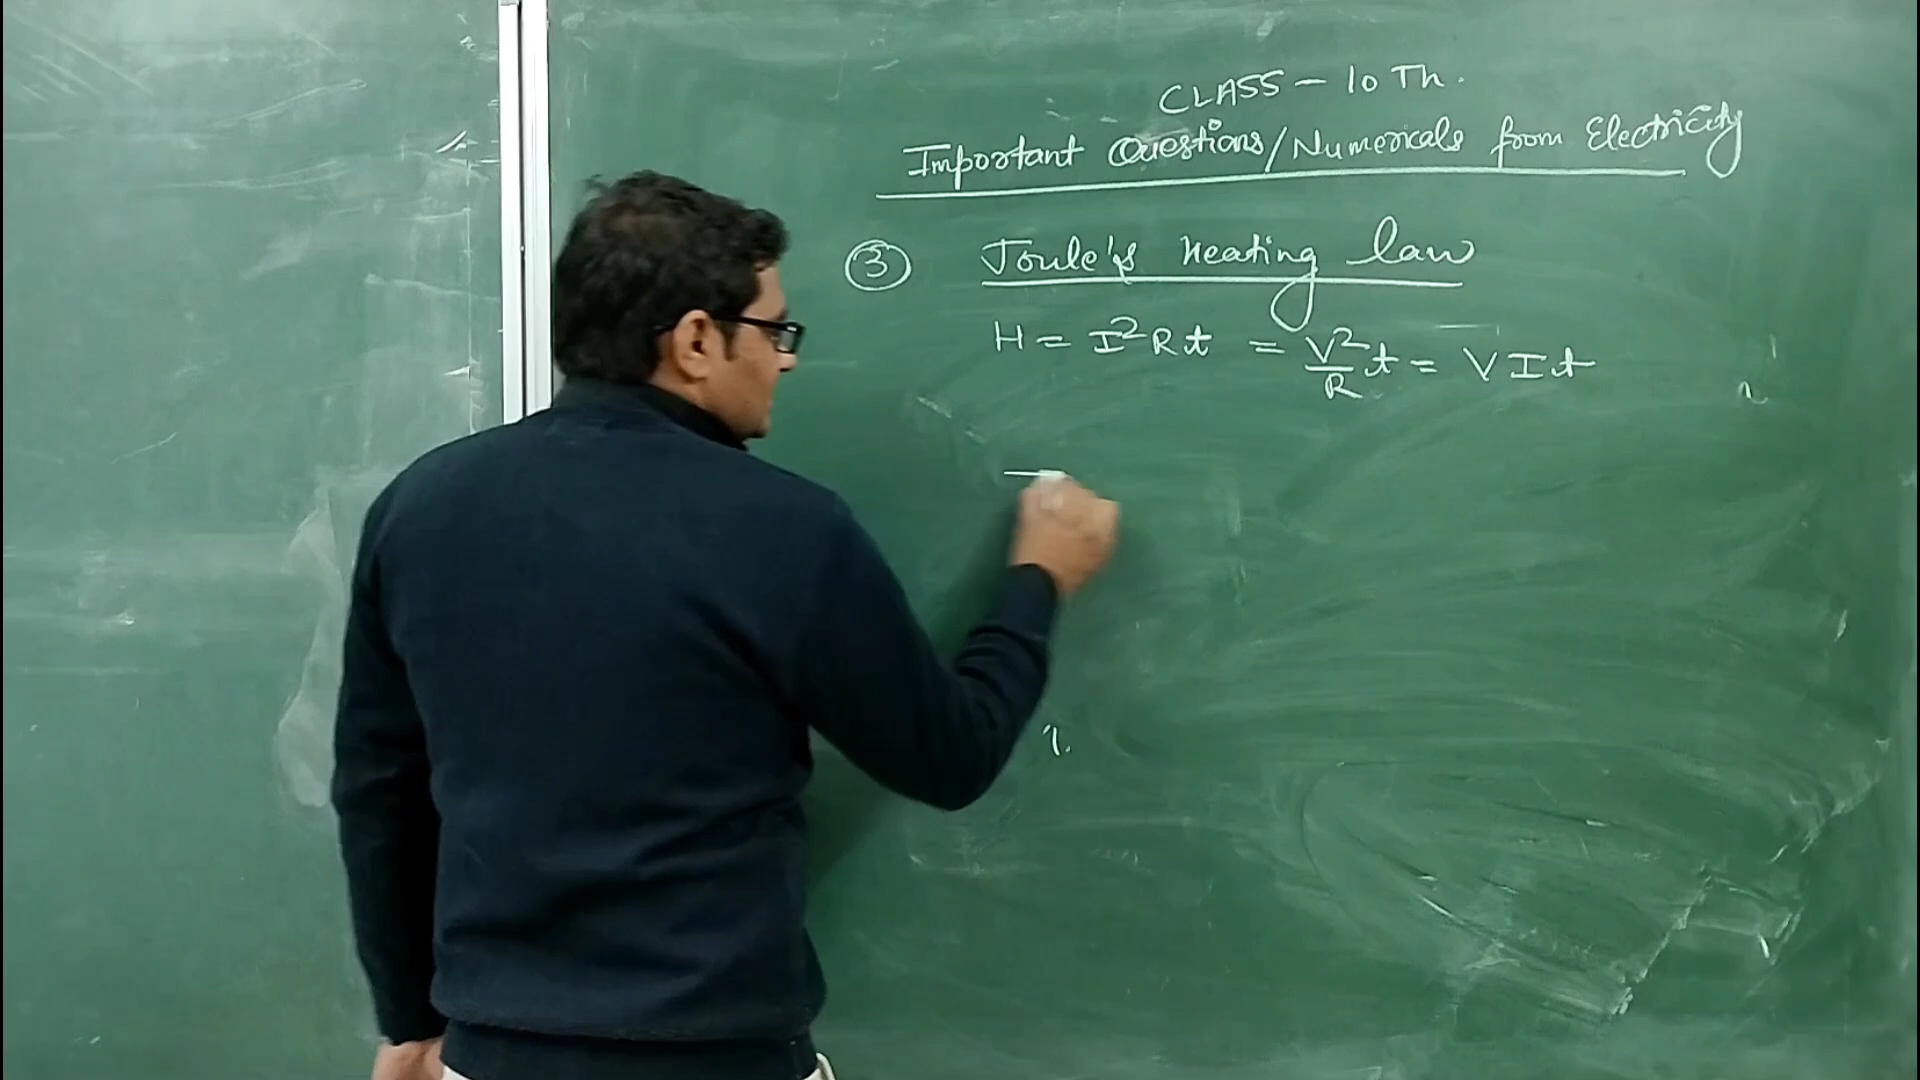 CLASS - 10 Th.
Important Questions/Numericals from Electricity
3 Joule's Heating law
H = I²Rt = V²/R t = VIt